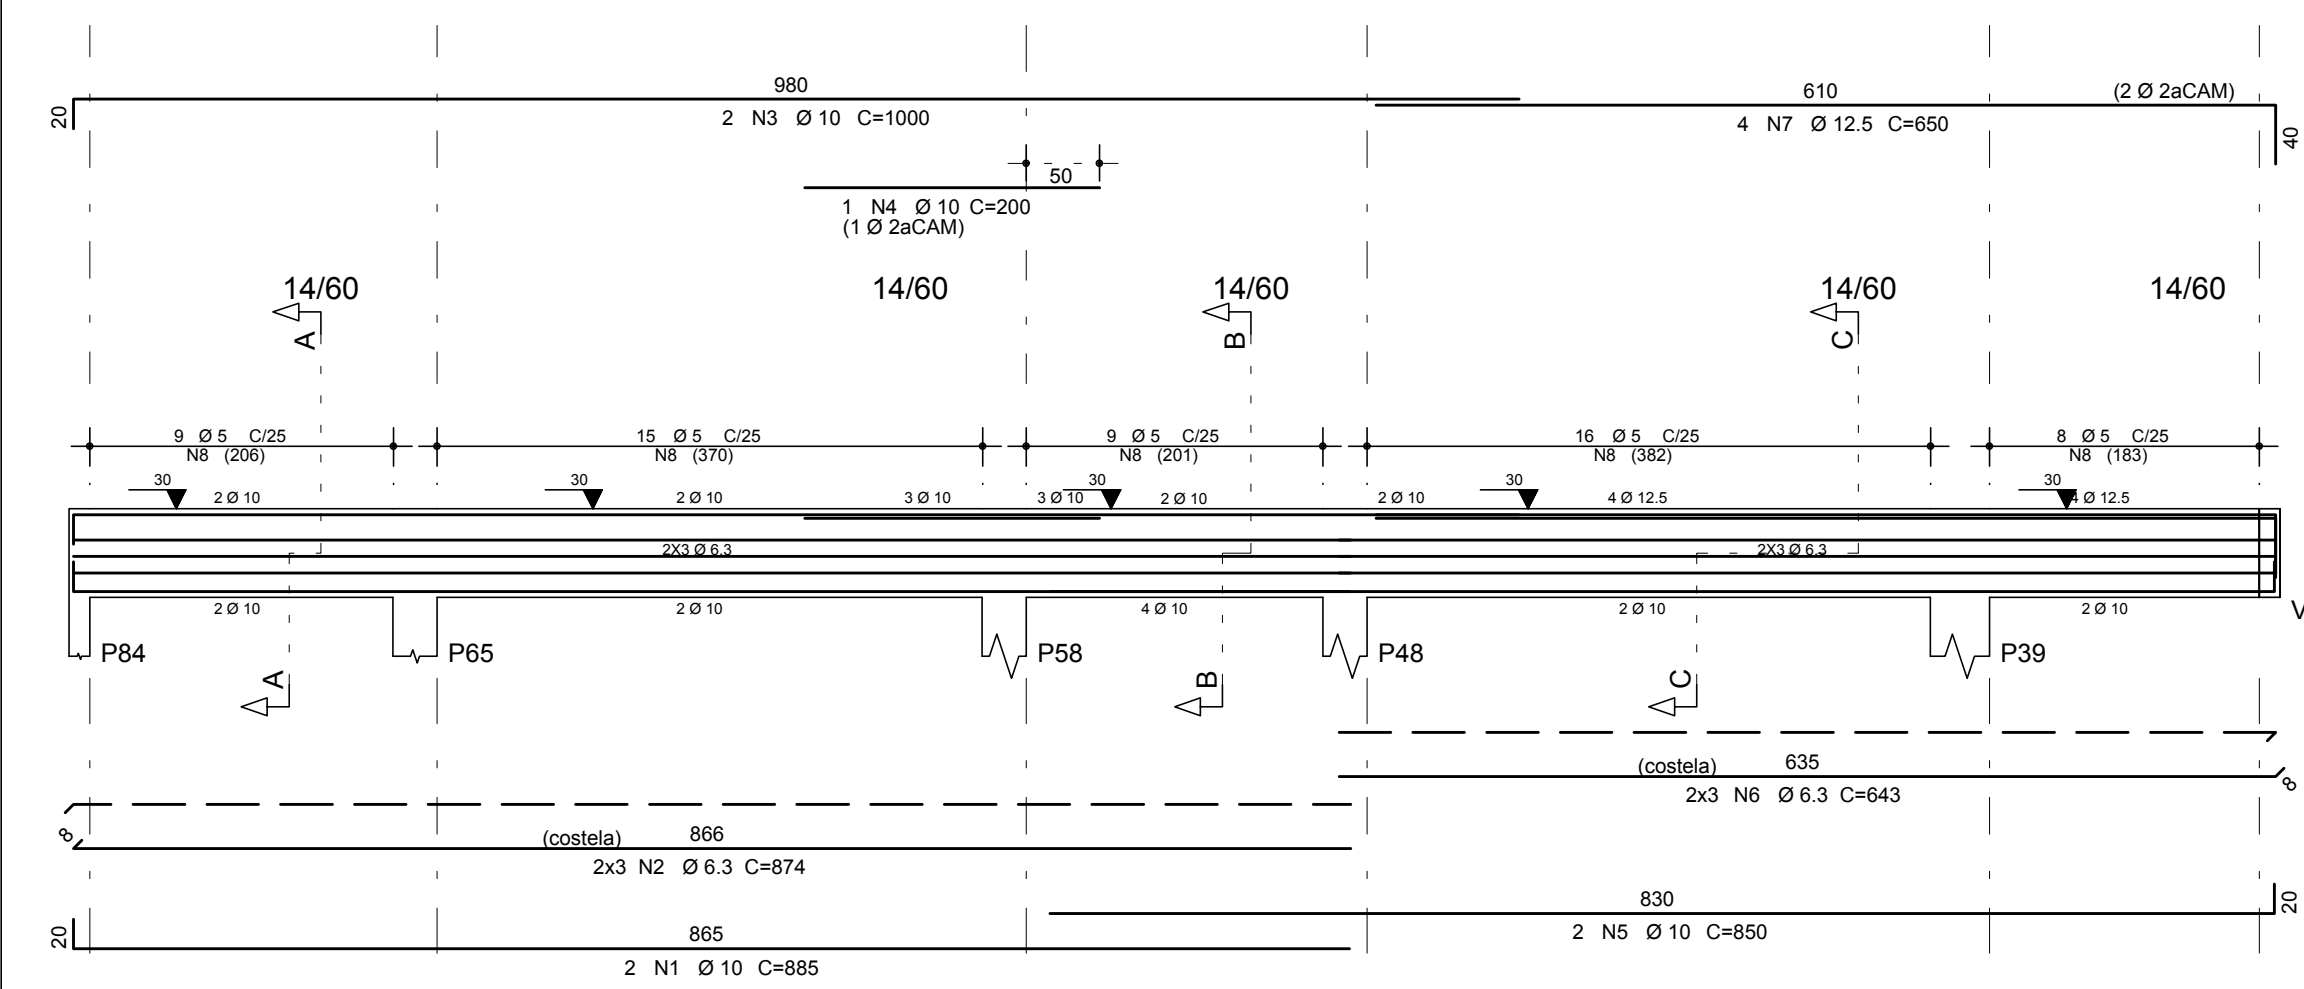 980
610
(2 Ø 2aCAM)
20
2 N3 Ø 10 C=1000
4 N7 Ø 12.5 C=650
40
50
1 N4 Ø 10 C=200
(1 Ø 2aCAM)
14/60
14/60
14/60
14/60
14/60
A
B
C
9 Ø 5 C/25
15 Ø 5 C/25
9 Ø 5 C/25
16 Ø 5 C/25
8 Ø 5 C/25
N8 (206)
N8 (370)
N8 (201)
N8 (382)
N8 (183)
30
30
30
30
30
2 Ø 10
2 Ø 10
3 Ø 10
3 Ø 10
2 Ø 10
2 Ø 10
4 Ø 12.5
4 Ø 12.5
2X3 Ø 6.3
2X3 Ø 6.3
2 Ø 10
2 Ø 10
4 Ø 10
2 Ø 10
2 Ø 10
V
P84
P65
P58
P48
P39
A
B
C
(costela)
635
8
2x3 N6 Ø 6.3 C=643
8
(costela)
866
2x3 N2 Ø 6.3 C=874
830
20
2 N5 Ø 10 C=850
20
865
2 N1 Ø 10 C=885